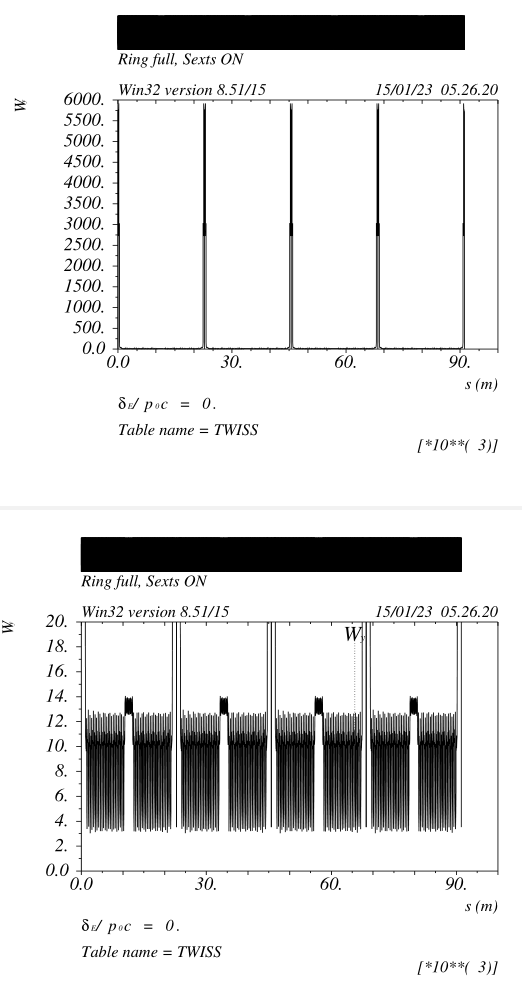 Ring full, Sexts ON
Win32 version 8.51/15 15/01/23 05.26.20
W
6000.
5500.
5000.
4500.
4000.
3500.
3000.
2500.
2000.
1500.
1000.
500.
0.0
0.0 30. 60. 90.
s (m)
δE/ p0c = 0.
Table name = TWISS
[*10**( 3)]
Ring full, Sexts ON
Win32 version 8.51/15 15/01/23 05.26.20
W
20.
18.
16.
14.
12.
10.
8.
6.
4.
2.
0.0
Wy
0.0 30. 60. 90.
s (m)
δE/ p0c = 0.
Table name = TWISS
[*10**( 3)]